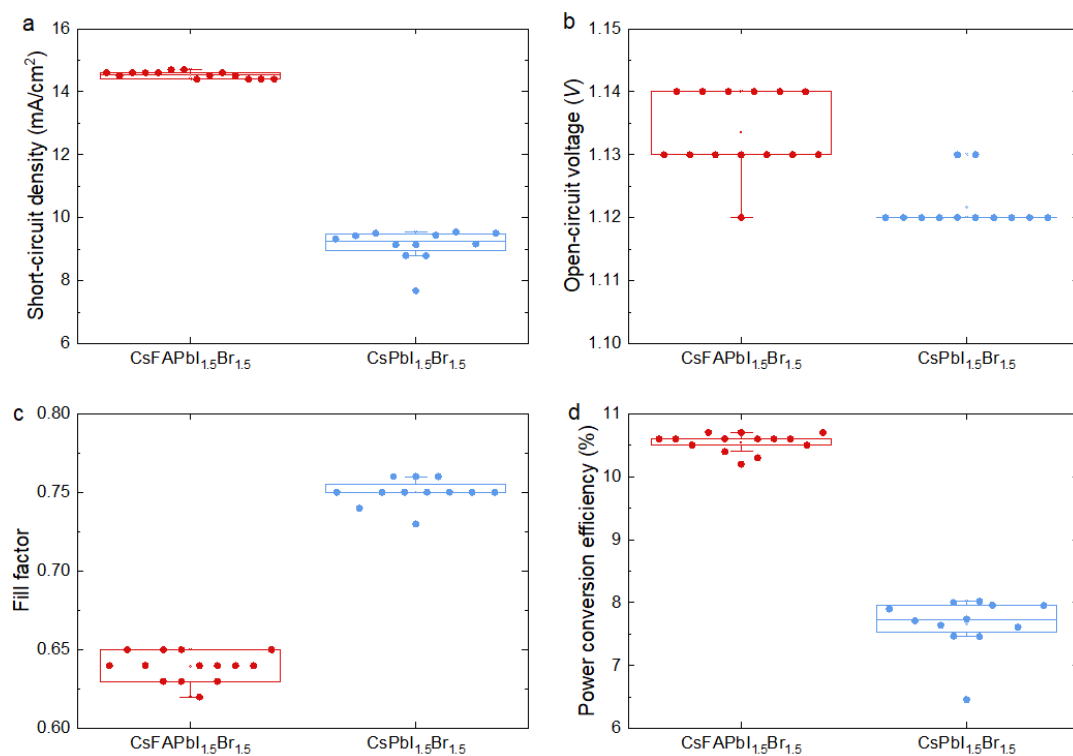 a
Short-circuit density (mA/cm²)
16
14
12
10
8
6
CsFAPbI₁.₅Br₁.₅
CsPbI₁.₅Br₁.₅
b
Open-circuit voltage (V)
1.15
1.14
1.13
1.12
1.11
1.10
CsFAPbI₁.₅Br₁.₅
CsPbI₁.₅Br₁.₅
c
Fill factor
0.80
0.75
0.70
0.65
0.60
CsFAPbI₁.₅Br₁.₅
CsPbI₁.₅Br₁.₅
d
Power conversion efficiency (%)
11
10
9
8
7
6
CsFAPbI₁.₅Br₁.₅
CsPbI₁.₅Br₁.₅